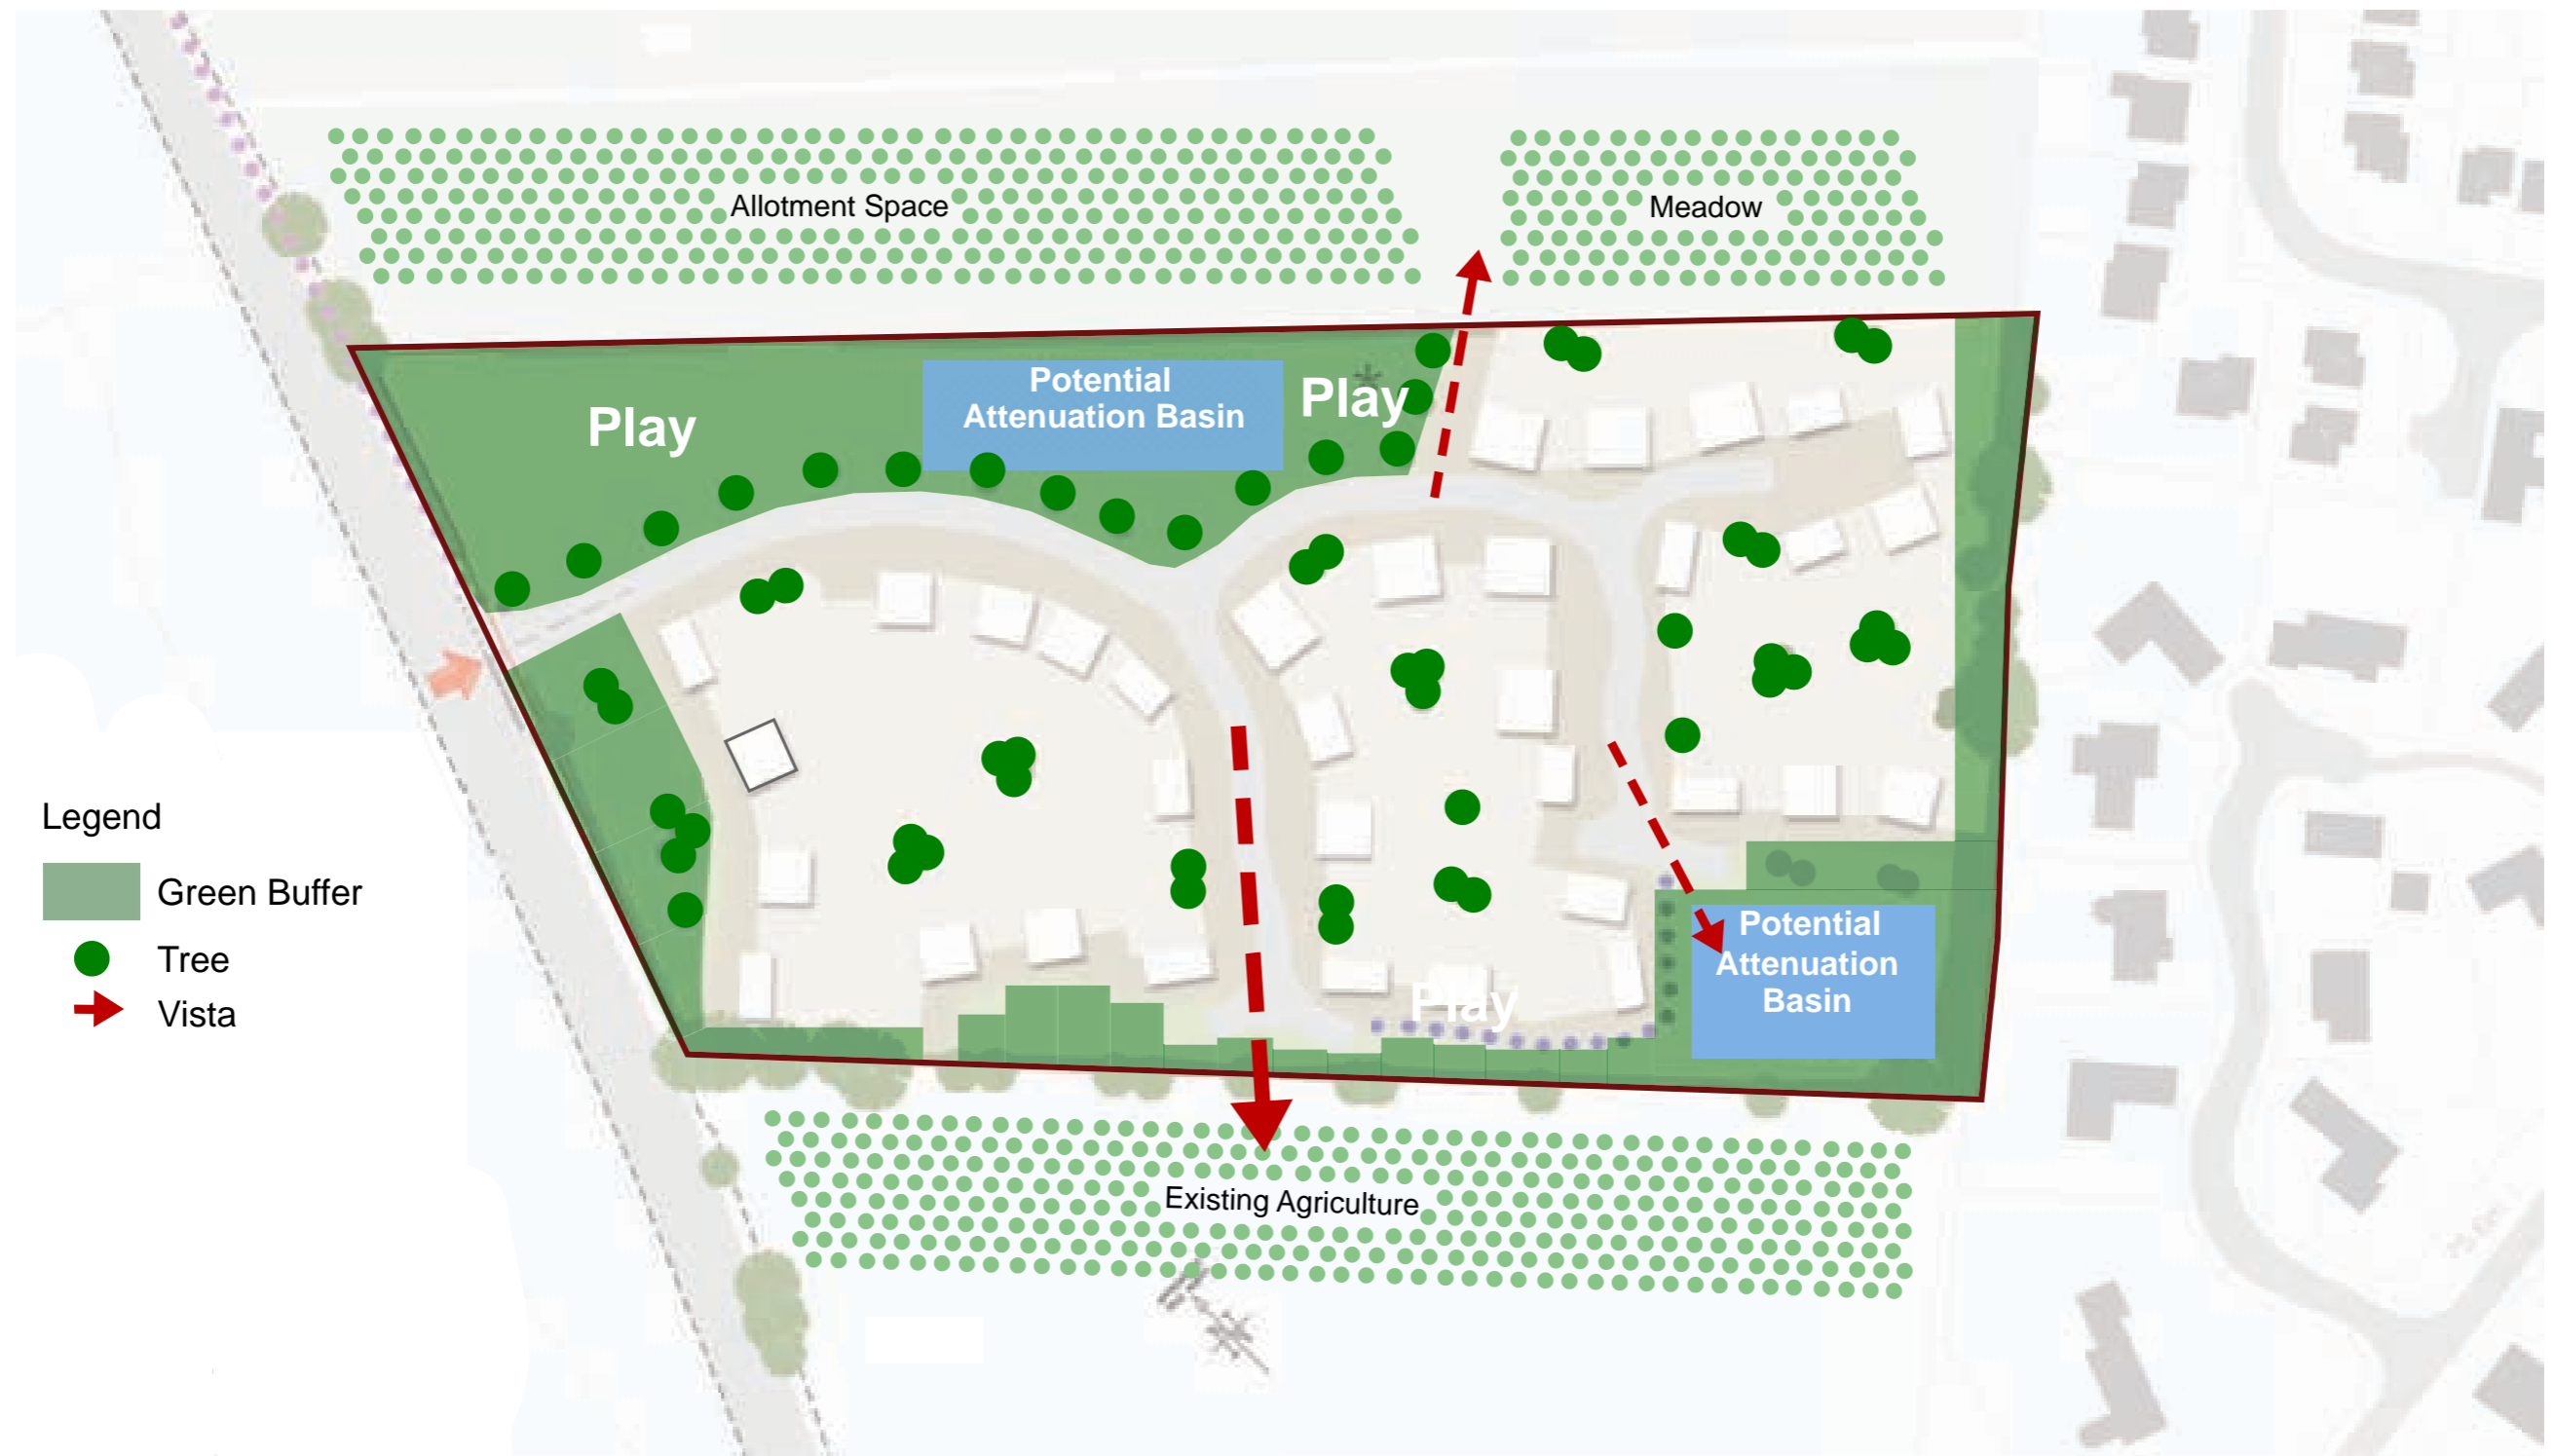 Allotment Space
Meadow
Play
Potential
Attenuation Basin
Play
Legend
Green Buffer
Tree
Vista
Potential
Attenuation
Basin
Play
Existing Agriculture